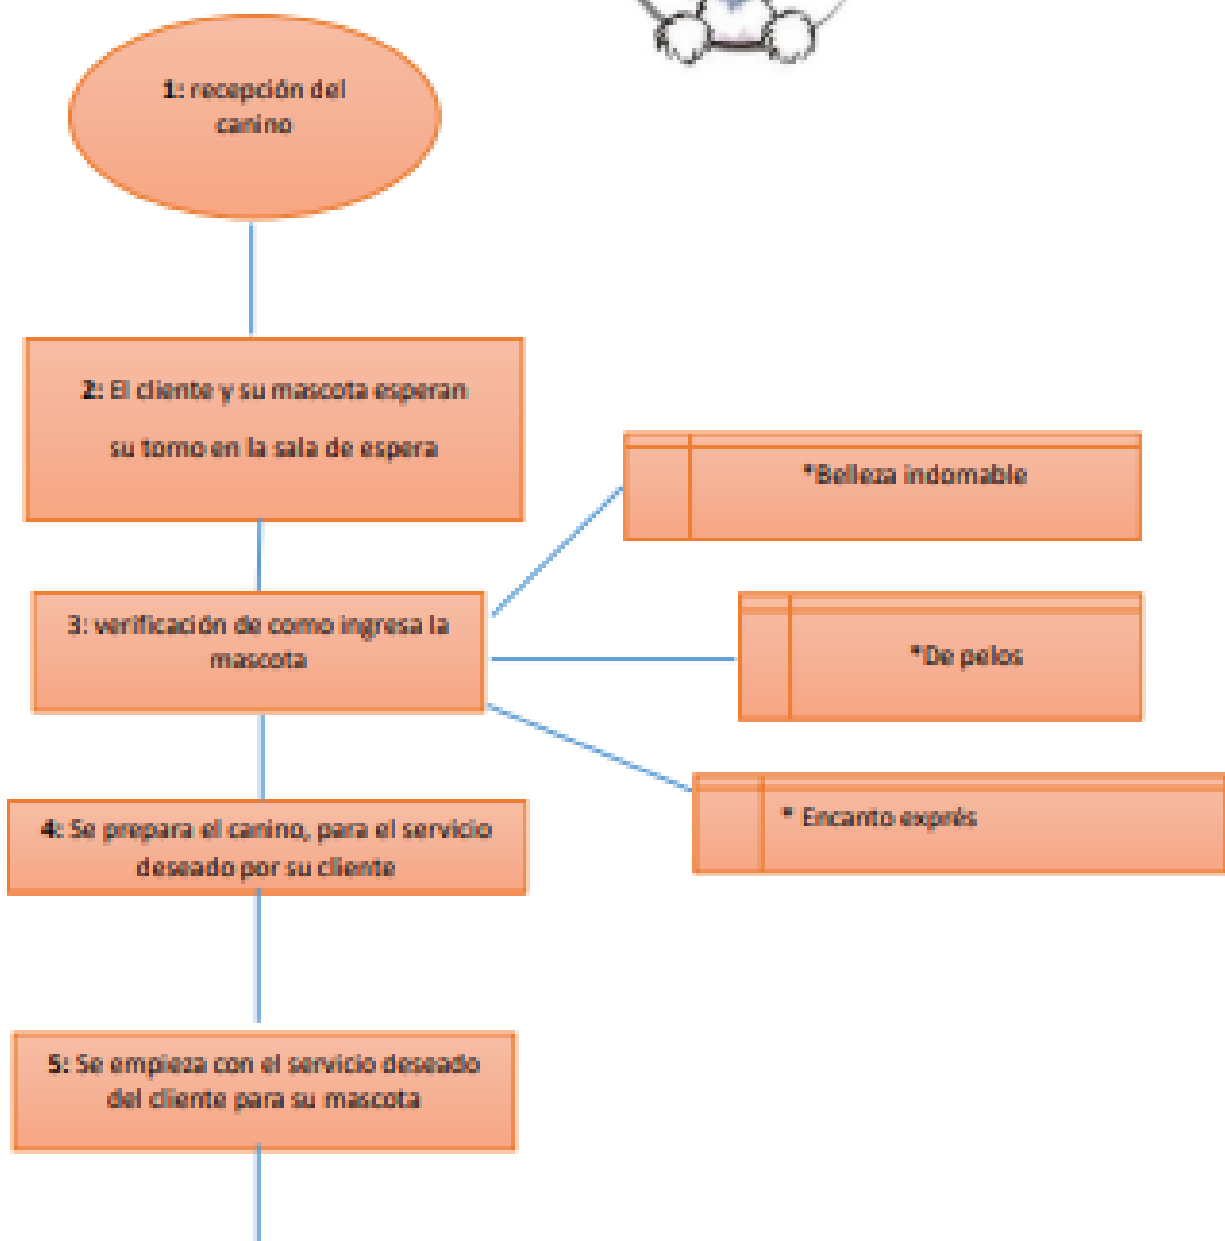 1: recepción del
canino
2: El cliente y su mascota esperan
su torno en la sala de espera
*Belleza indomable
3: verificación de como ingresa la
mascota
*De pelos
* Encanto exprés
4: Se prepara el canino, para el servicio
deseado por su cliente
5: Se empieza con el servicio deseado
del cliente para su mascota